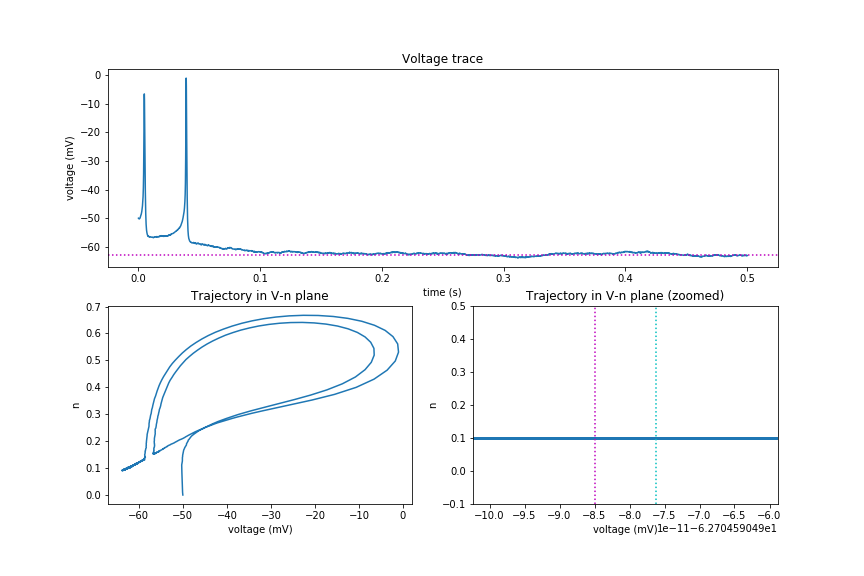 Voltage trace
voltage (mV)
0
−10
−20
−30
−40
−50
−60
0.0 0.1 0.2 0.3 0.4 0.5
time (s)
Trajectory in V-n plane
n
0.7
0.6
0.5
0.4
0.3
0.2
0.1
0.0
−60 −50 −40 −30 −20 −10 0
voltage (mV)
Trajectory in V-n plane (zoomed)
n
0.5
0.4
0.3
0.2
0.1
0.0
−0.1
−10.0 −9.5 −9.0 −8.5 −8.0 −7.5 −7.0 −6.5 −6.0
voltage (mV) 1e−11−6.270459049e1